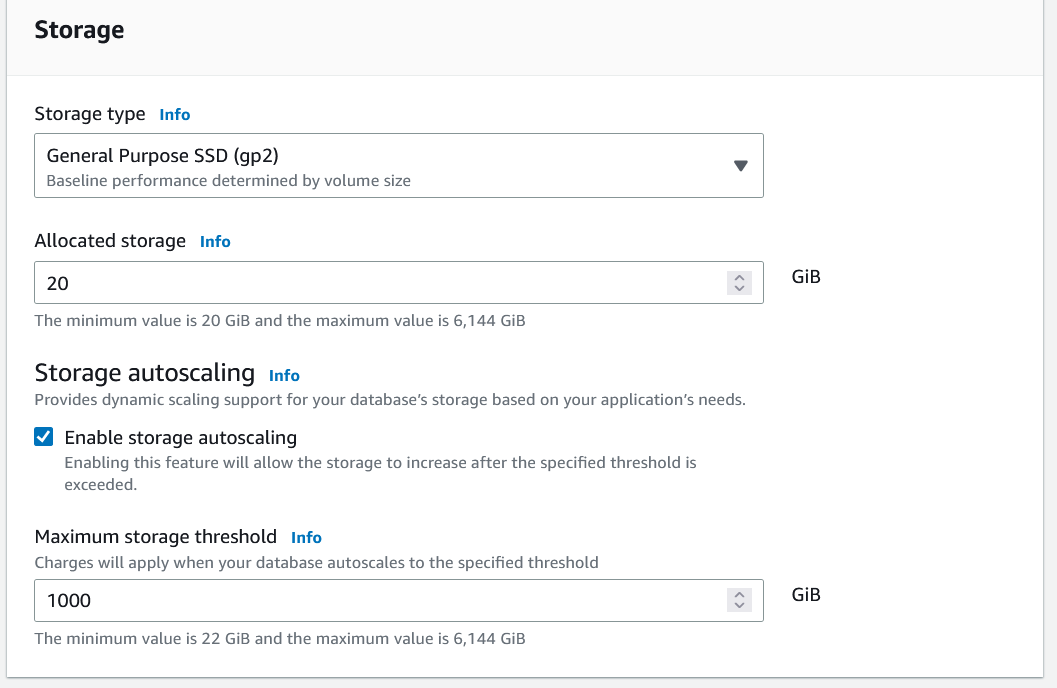 Storage
Storage type Info
General Purpose SSD (gp2)
Baseline performance determined by volume size
Allocated storage Info
20
GiB
The minimum value is 20 GiB and the maximum value is 6,144 GiB
Storage autoscaling Info
Provides dynamic scaling support for your database's storage based on your application's needs.
Enable storage autoscaling
Enabling this feature will allow the storage to increase after the specified threshold is
exceeded.
Maximum storage threshold Info
Charges will apply when your database autoscales to the specified threshold
1000
GiB
The minimum value is 22 GiB and the maximum value is 6,144 GiB